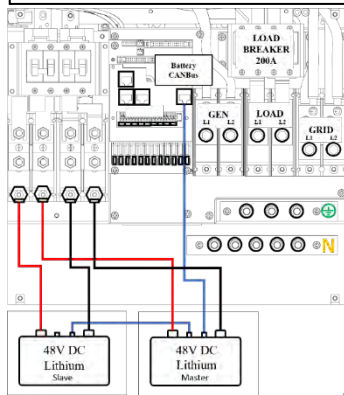 Battery
CANBus
LOAD
BREAKER
200A
GEN
L1 L2
LOAD
L1 L2
GRID
L1 L2
N
48V DC
Lithium
Slave
48V DC
Lithium
Master